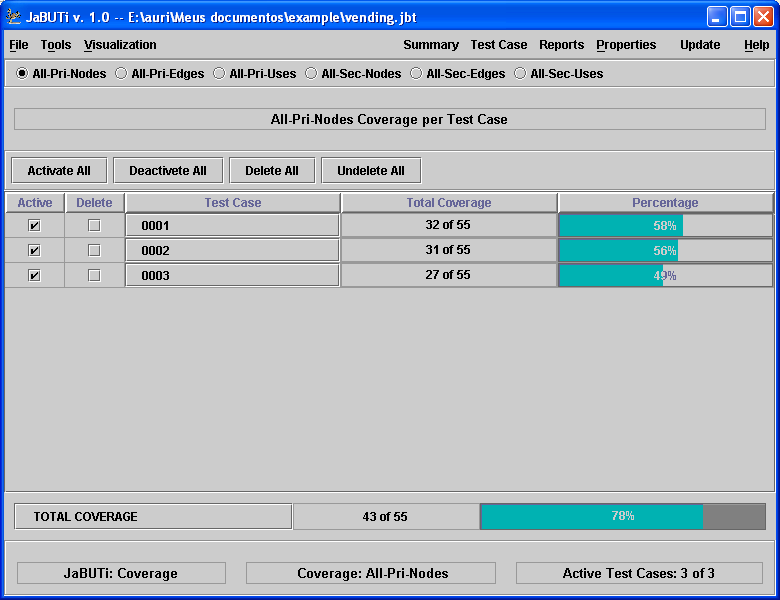 JaBUTi v. 1.0 -- E:\auri\Meus documentos\example\vending.jbt
File Tools Visualization Summary Test Case Reports Properties Update Help
All-Pri-Nodes All-Pri-Edges All-Pri-Uses All-Sec-Nodes All-Sec-Edges All-Sec-Uses
All-Pri-Nodes Coverage per Test Case
Activate All Deactivete All Delete All Undelete All
Active Delete Test Case Total Coverage Percentage
0001 32 of 55 58%
0002 31 of 55 56%
0003 27 of 55 49%
TOTAL COVERAGE 43 of 55 78%
JaBUTi: Coverage Coverage: All-Pri-Nodes Active Test Cases: 3 of 3